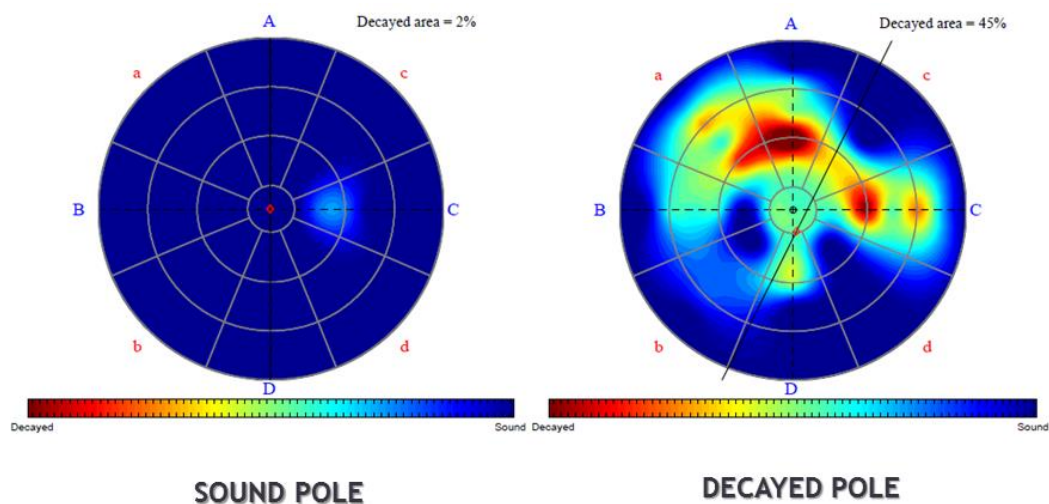 A
Decayed area = 2%
a
c
B
C
b
d
D
Decayed
Sound
SOUND POLE
A
Decayed area = 45%
a
c
B
C
b
d
D
Decayed
Sound
DECAYED POLE